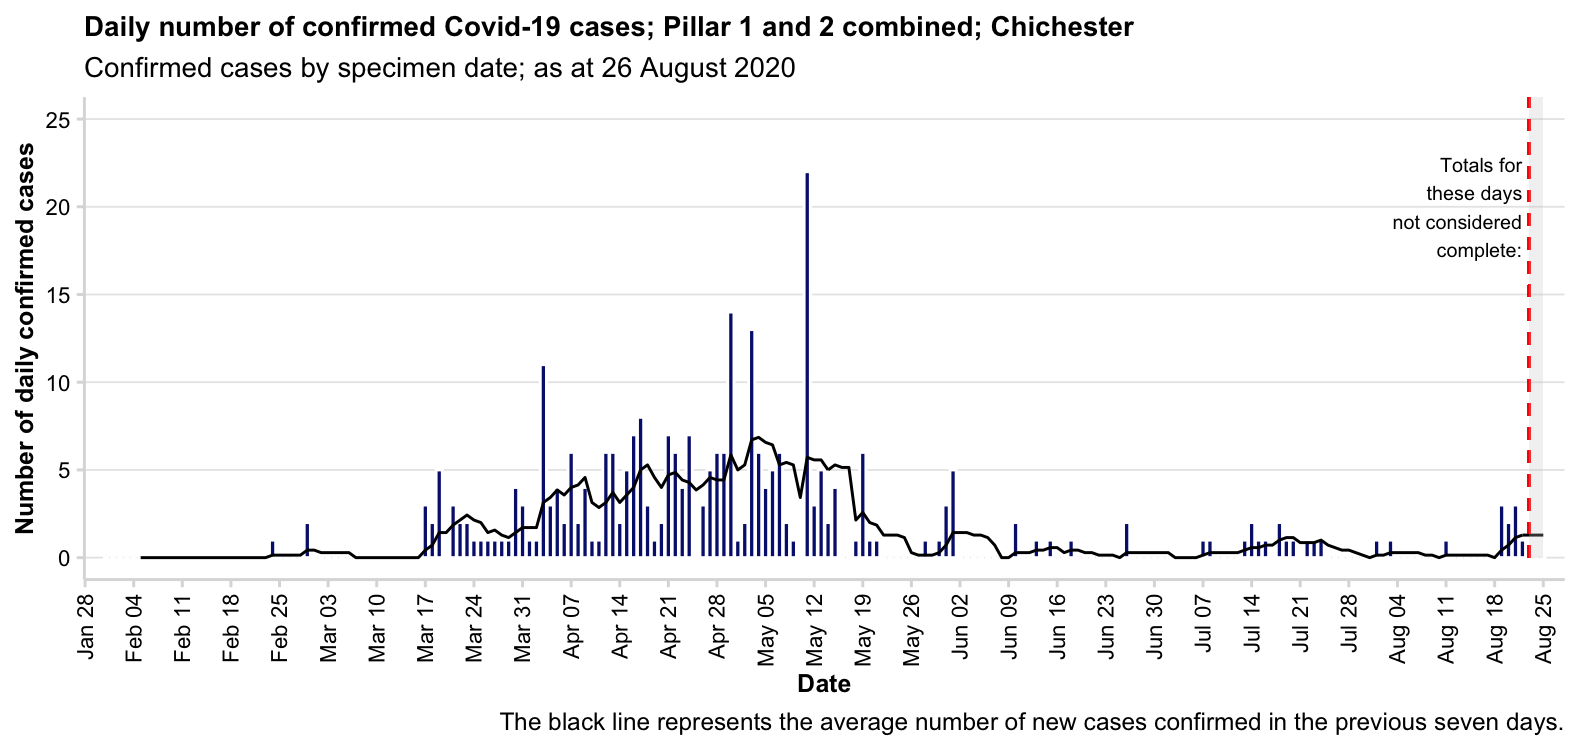 Daily number of confirmed Covid-19 cases; Pillar 1 and 2 combined; Chichester
Confirmed cases by specimen date; as at 26 August 2020
Number of daily confirmed cases
25
20
15
10
5
0
Totals for
these days
not considered
complete:
Jan 28
Feb 04
Feb 11
Feb 18
Feb 25
Mar 03
Mar 10
Mar 17
Mar 24
Mar 31
Apr 07
Apr 14
Apr 21
Apr 28
May 05
May 12
May 19
May 26
Jun 02
Jun 09
Jun 16
Jun 23
Jun 30
Jul 07
Jul 14
Jul 21
Jul 28
Aug 04
Aug 11
Aug 18
Aug 25
Date
The black line represents the average number of new cases confirmed in the previous seven days.